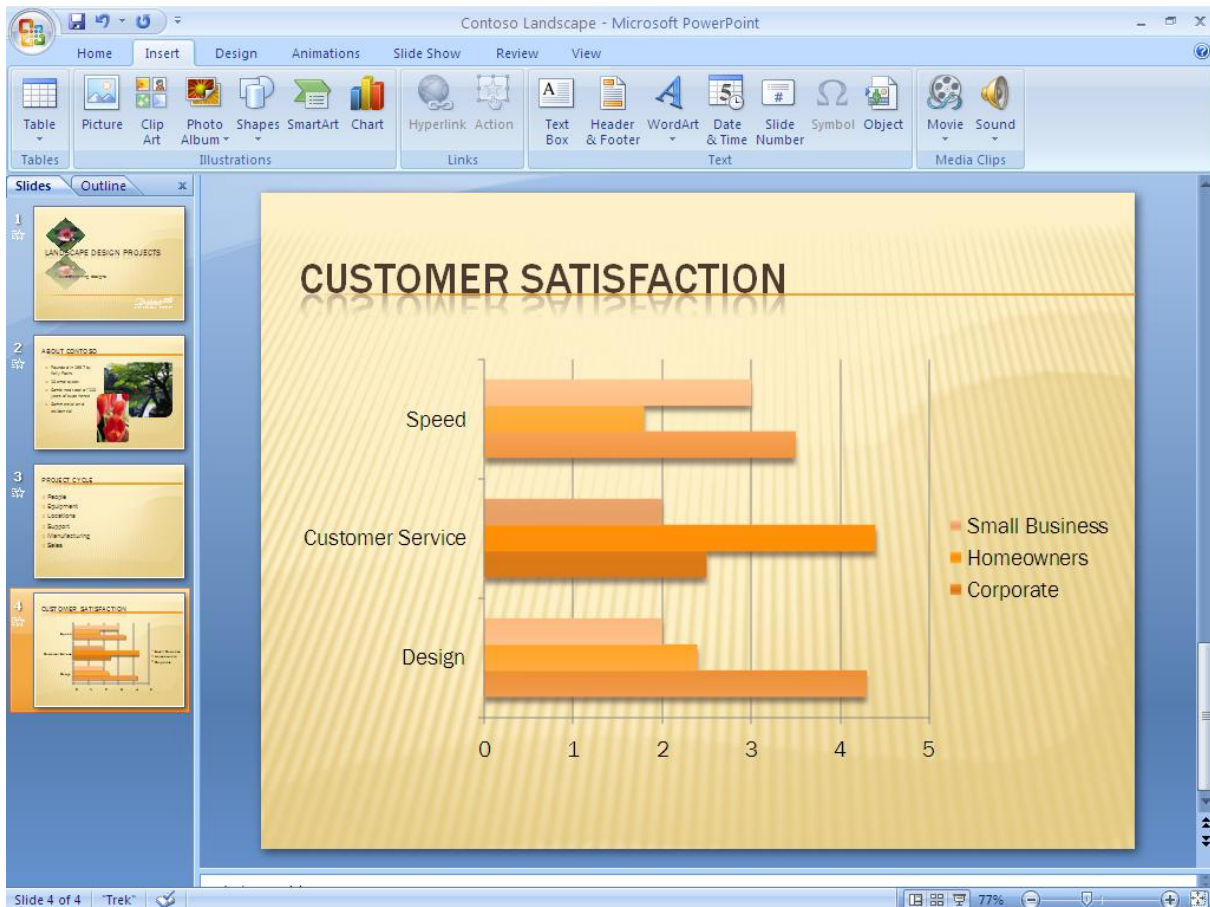 Contoso Landscape - Microsoft PowerPoint
Home Insert Design Animations Slide Show Review View
Table Picture Clip Art Photo Album Shapes SmartArt Chart Hyperlink Action Text Box Header & Footer WordArt Date & Time Slide Number Symbol Object Movie Sound
Tables Illustrations Links Text Media Clips
Slides Outline x
1
LANDSCAPE DESIGN PROJECTS
2
ABOUT CONTOSO
3
PROJECT CYCLE
People
Equipment
Locations
Support
Manufacturing
Sales
4
CUSTOMER SATISFACTION
CUSTOMER SATISFACTION
Speed
Customer Service
Design
0 1 2 3 4 5
Small Business
Homeowners
Corporate
Slide 4 of 4 "Trek" 77%